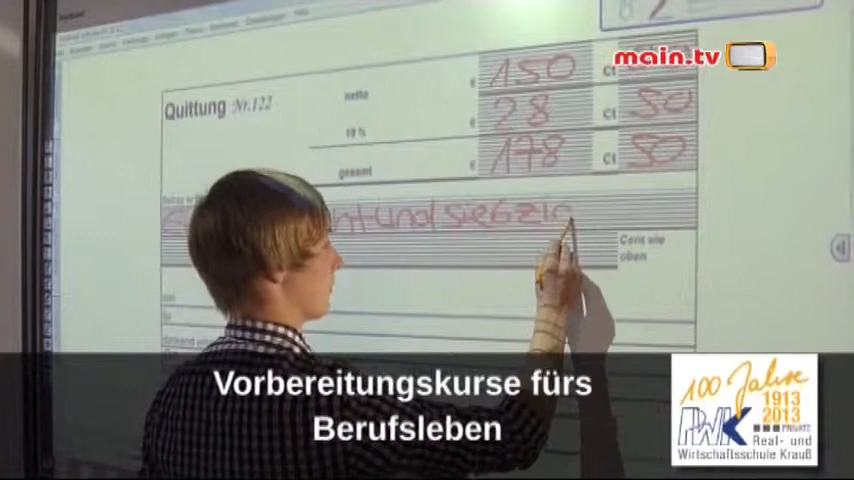 main.tv
Quittung Nr. 122
netto € 150 Ct
19 % € 28 Ct 50
gesamt € 178 Ct 50
undsiebzig
Cent wie
oben
Vorbereitungskurse fürs
Berufsleben
100 Jahre
1913
2013
PRIVATE
RWK
Real- und
Wirtschaftsschule Krauß